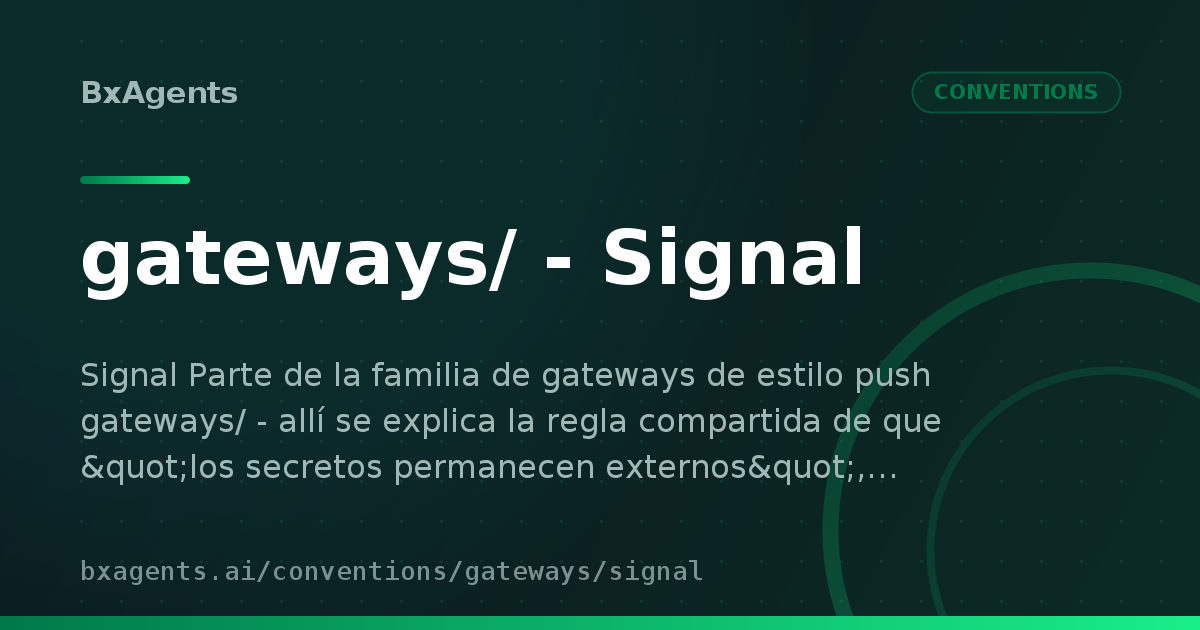 BxAgents
CONVENTIONS
gateways/ - Signal
Signal Parte de la familia de gateways de estilo push
gateways/ - allí se explica la regla compartida de que
&quot;los secretos permanecen externos&quot;,...
bxagents.ai/conventions/gateways/signal